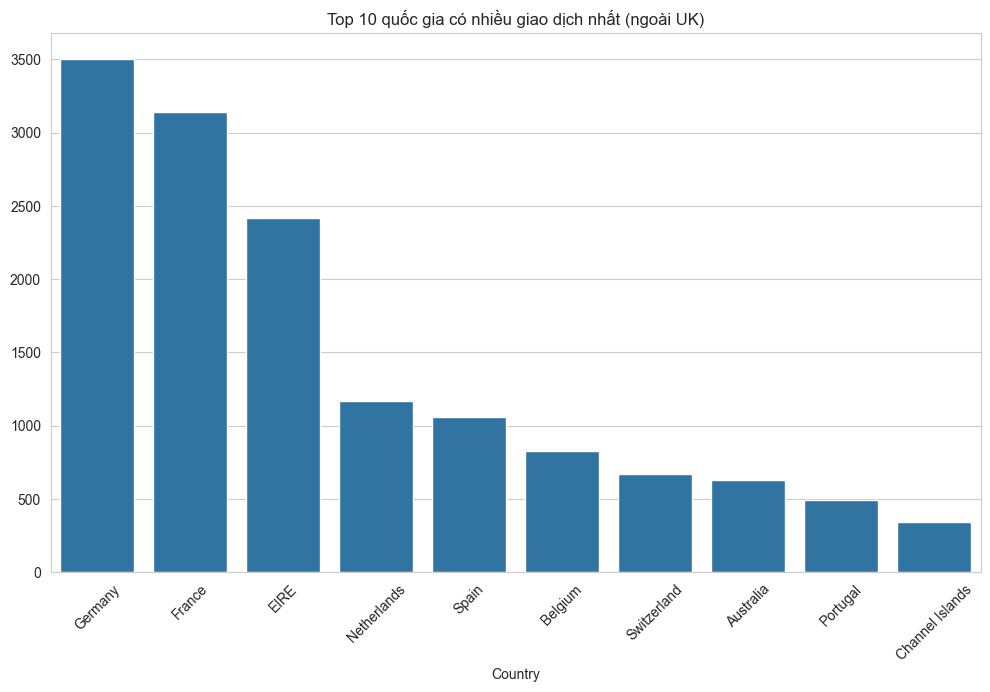 Top 10 quốc gia có nhiều giao dịch nhất (ngoài UK)
3500
3000
2500
2000
1500
1000
500
0
Germany
France
EIRE
Netherlands
Spain
Belgium
Switzerland
Australia
Portugal
Channel Islands
Country